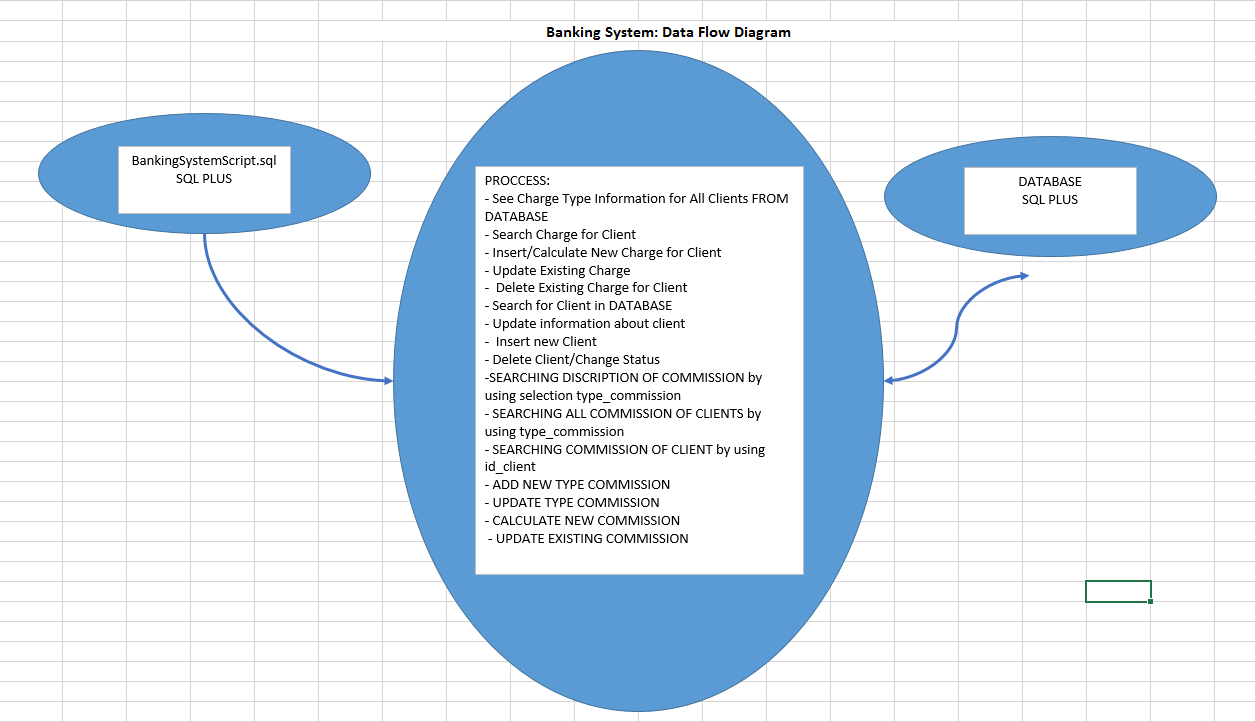 Banking System: Data Flow Diagram
BankingSystemScript.sql
SQL PLUS
PROCCESS:
- See Charge Type Information for All Clients FROM
DATABASE
- Search Charge for Client
- Insert/Calculate New Charge for Client
- Update Existing Charge
-  Delete Existing Charge for Client
- Search for Client in DATABASE
- Update information about client
-  Insert new Client
- Delete Client/Change Status
-SEARCHING DISCRIPTION OF COMMISSION by
using selection type_commission
- SEARCHING ALL COMMISSION OF CLIENTS by
using type_commission
- SEARCHING COMMISSION OF CLIENT by using
id_client
- ADD NEW TYPE COMMISSION
- UPDATE TYPE COMMISSION
- CALCULATE NEW COMMISSION
- UPDATE EXISTING COMMISSION
DATABASE
SQL PLUS